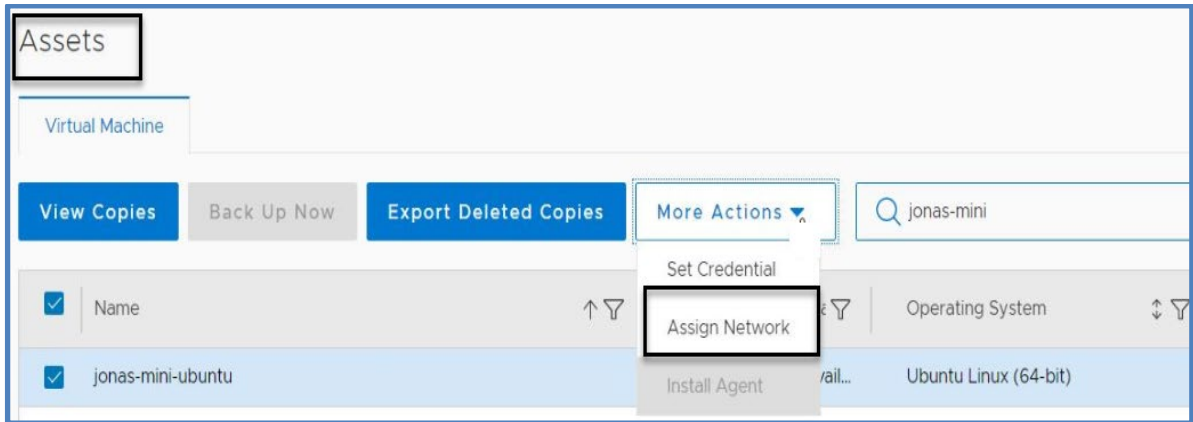 Assets
Virtual Machine
View Copies Back Up Now Export Deleted Copies More Actions jonas-mini
Set Credential
Name Assign Network Operating System
jonas-mini-ubuntu Install Agent Ubuntu Linux (64-bit)